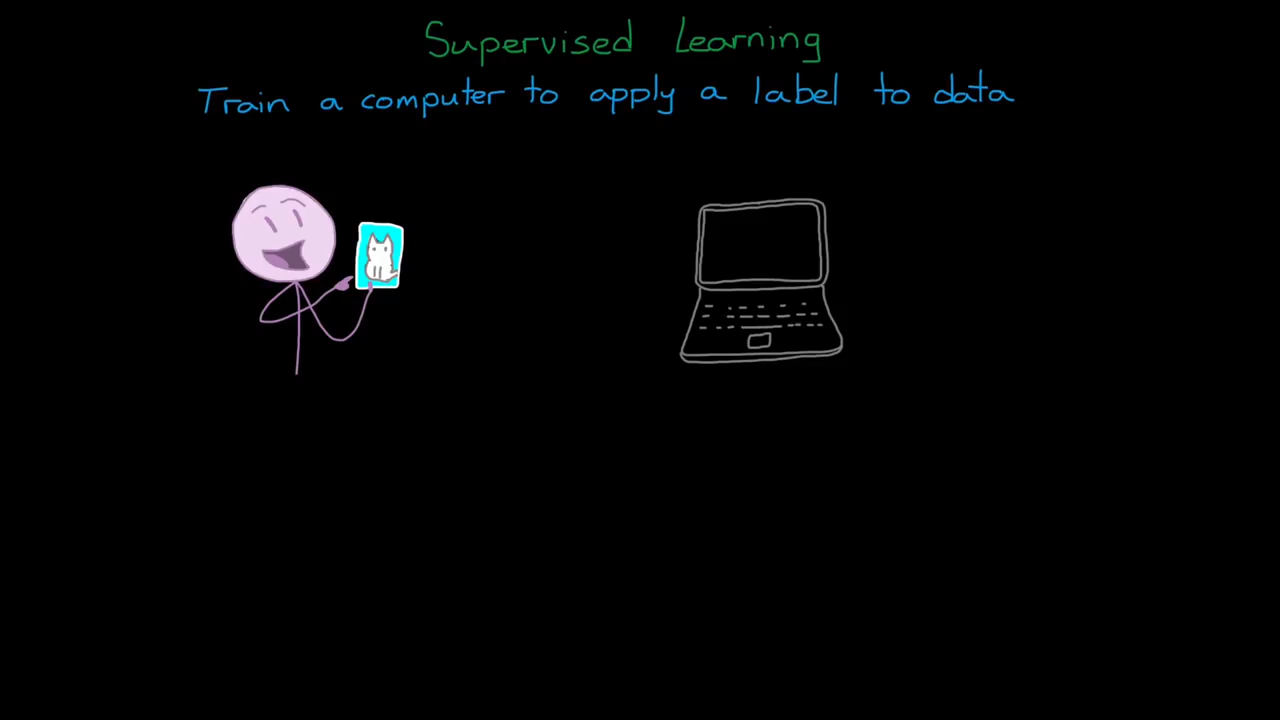 Supervised Learning
Train a computer to apply a label to data